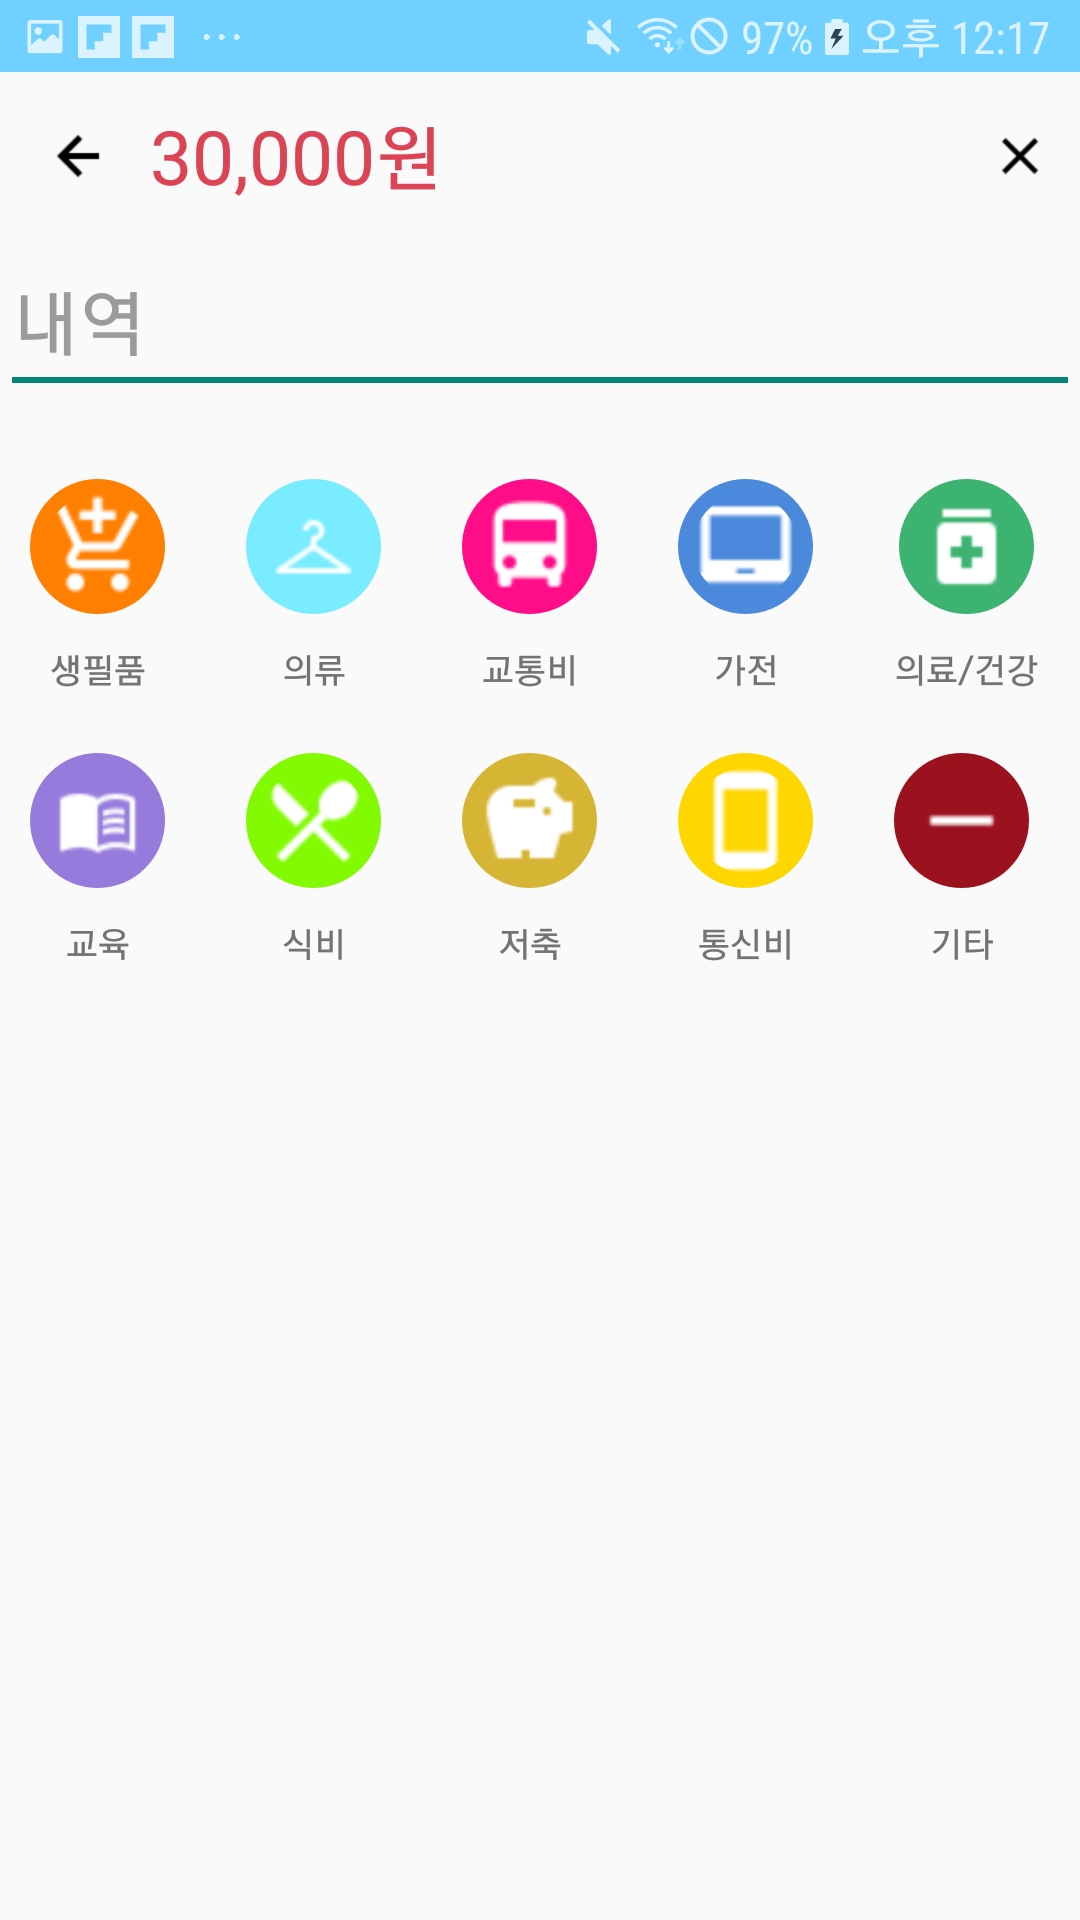 97% 오후 12:17
30,000원
내역
생필품 의류 교통비 가전 의료/건강
교육 식비 저축 통신비 기타